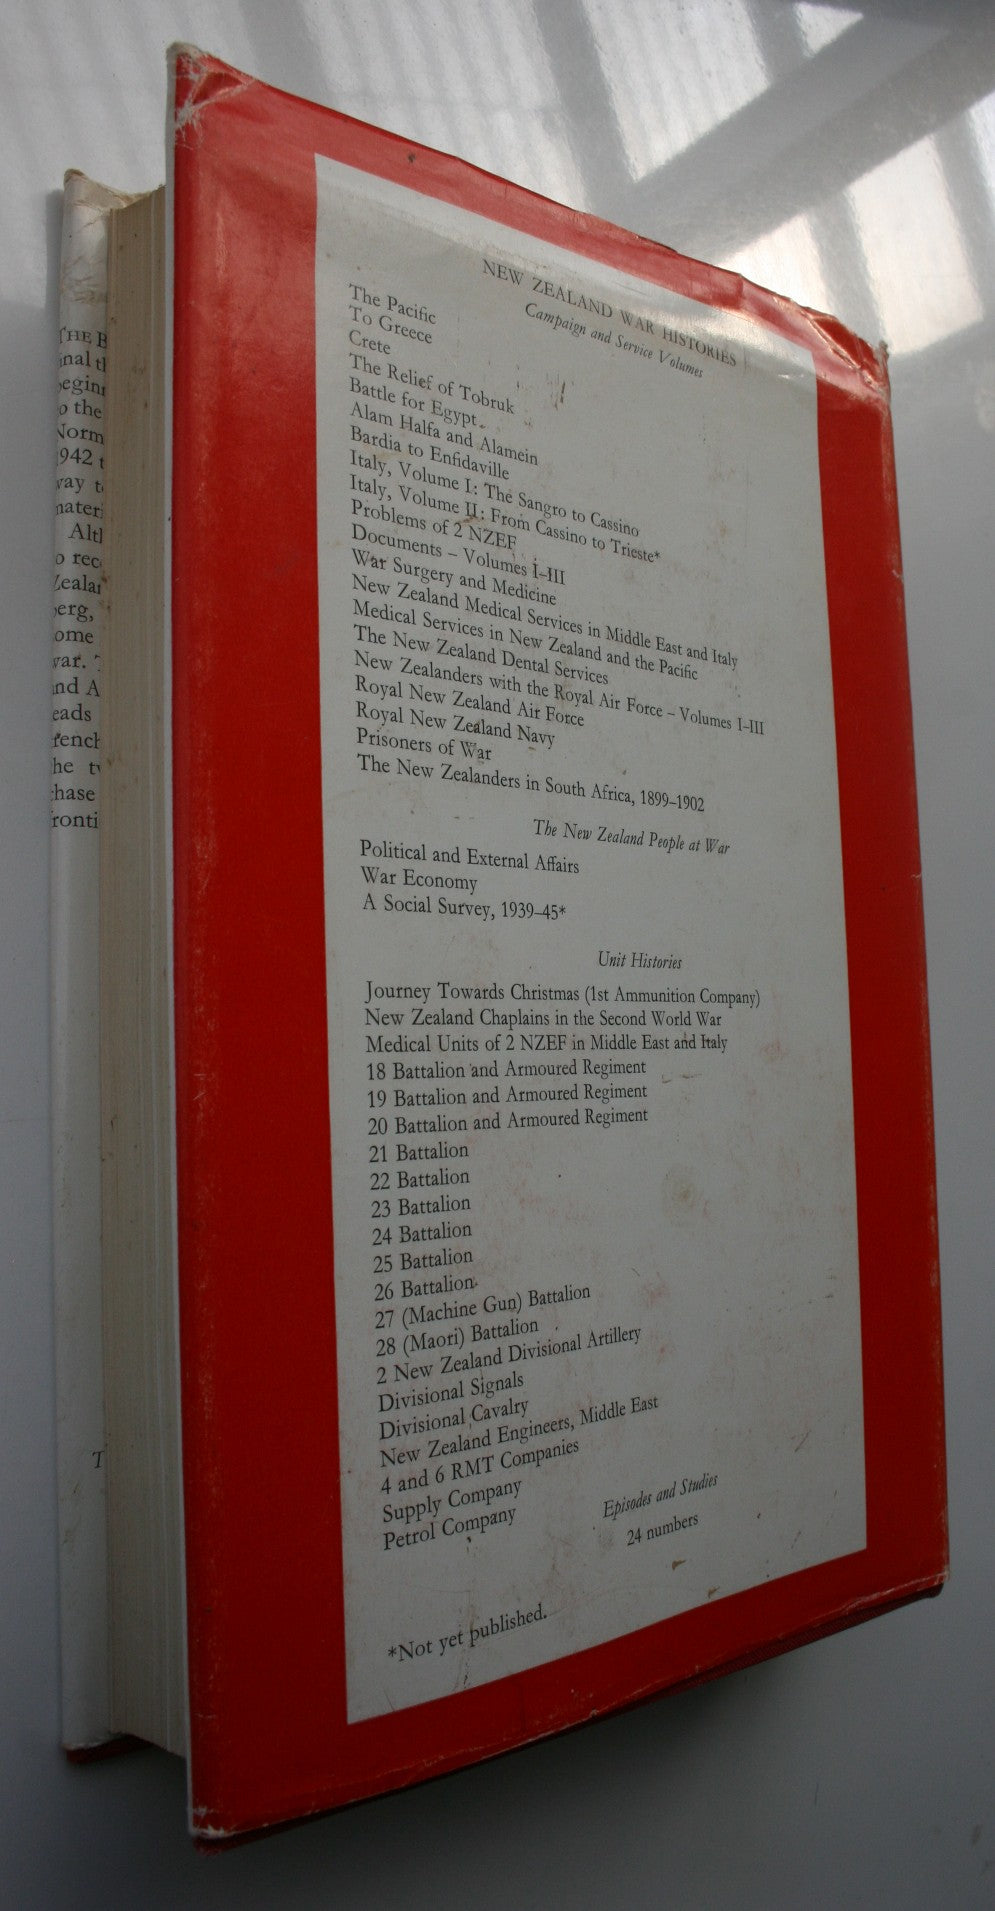 NEW ZEALAND WAR HISTORIES
Campaign and Service Volumes
The Pacific
To Greece
Crete
The Relief of Tobruk
Battle for Egypt
Alam Halfa and Alamein
Bardia to Enfidaville
Italy, Volume I: The Sangro to Cassino
Italy, Volume II: From Cassino to Trieste*
Problems of 2 NZEF
Documents – Volumes I–III
War Surgery and Medicine
New Zealand Medical Services in Middle East and Italy
Medical Services in New Zealand and the Pacific
The New Zealand Dental Services
New Zealanders with the Royal Air Force – Volumes I–III
Royal New Zealand Air Force
Royal New Zealand Navy
Prisoners of War
The New Zealanders in South Africa, 1899–1902
The New Zealand People at War
Political and External Affairs
War Economy
A Social Survey, 1939–45*
Unit Histories
Journey Towards Christmas (1st Ammunition Company)
New Zealand Chaplains in the Second World War
Medical Units of 2 NZEF in Middle East and Italy
18 Battalion and Armoured Regiment
19 Battalion and Armoured Regiment
20 Battalion and Armoured Regiment
21 Battalion
22 Battalion
23 Battalion
24 Battalion
25 Battalion
26 Battalion
27 (Machine Gun) Battalion
28 (Maori) Battalion
2 New Zealand Divisional Artillery
Divisional Signals
Divisional Cavalry
New Zealand Engineers, Middle East
4 and 6 RMT Companies
Supply Company
Petrol Company
Episodes and Studies
24 numbers
*Not yet published.
THE
to the
1942
way
Alt
ome
war.
and A
eads
he